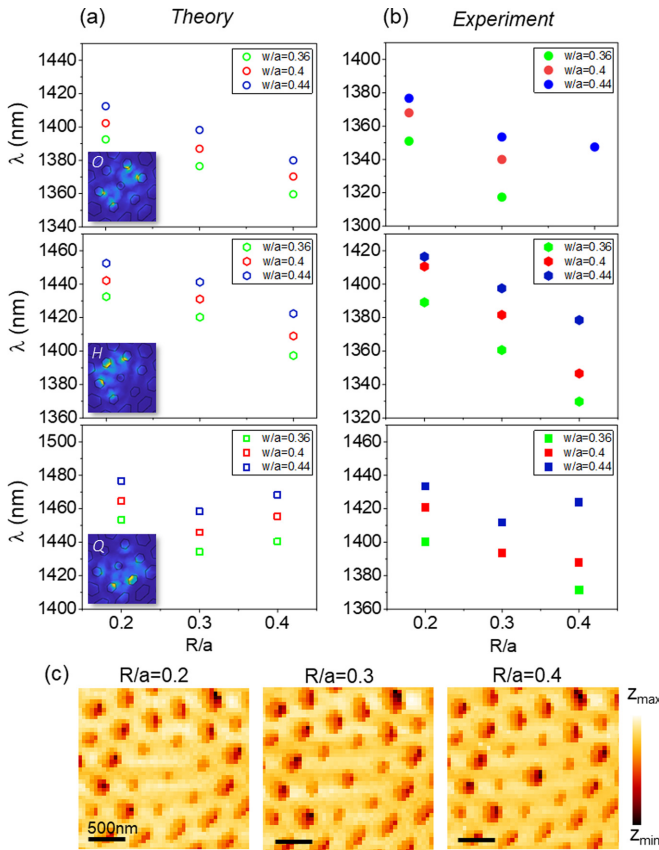 (a) Theory
(b) Experiment
λ (nm)
1440
1420
1400
1380
1360
1340
w/a=0.36
w/a=0.4
w/a=0.44
O
λ (nm)
1380
1360
1340
1320
1300
w/a=0.36
w/a=0.4
w/a=0.44
λ (nm)
1460
1440
1420
1400
1380
1360
w/a=0.36
w/a=0.4
w/a=0.44
H
λ (nm)
1420
1400
1380
1360
1340
1320
w/a=0.36
w/a=0.4
w/a=0.44
λ (nm)
1500
1480
1460
1440
1420
1400
w/a=0.36
w/a=0.4
w/a=0.44
Q
0.2 0.3 0.4
R/a
λ (nm)
1460
1440
1420
1400
1380
1360
w/a=0.36
w/a=0.4
w/a=0.44
0.2 0.3 0.4
R/a
(c) R/a=0.2 R/a=0.3 R/a=0.4
500nm
Zmax
Zmin